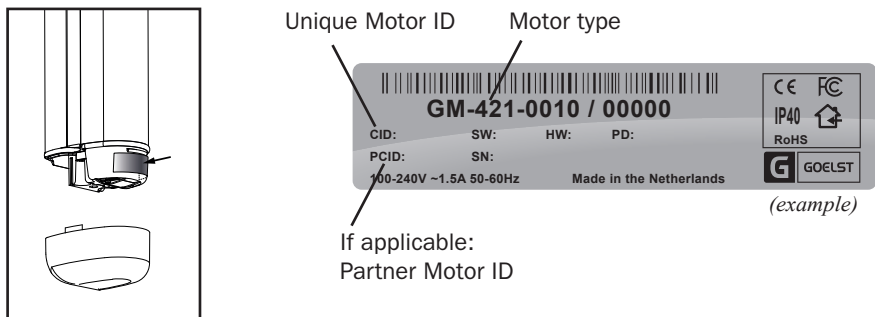 Unique Motor ID
Motor type
GM-421-0010 / 00000
CID: SW: HW: PD:
PCID: SN:
100-240V ~1.5A 50-60Hz Made in the Netherlands
CE FC
IP40
RoHS
G GOELST
(example)
If applicable:
Partner Motor ID